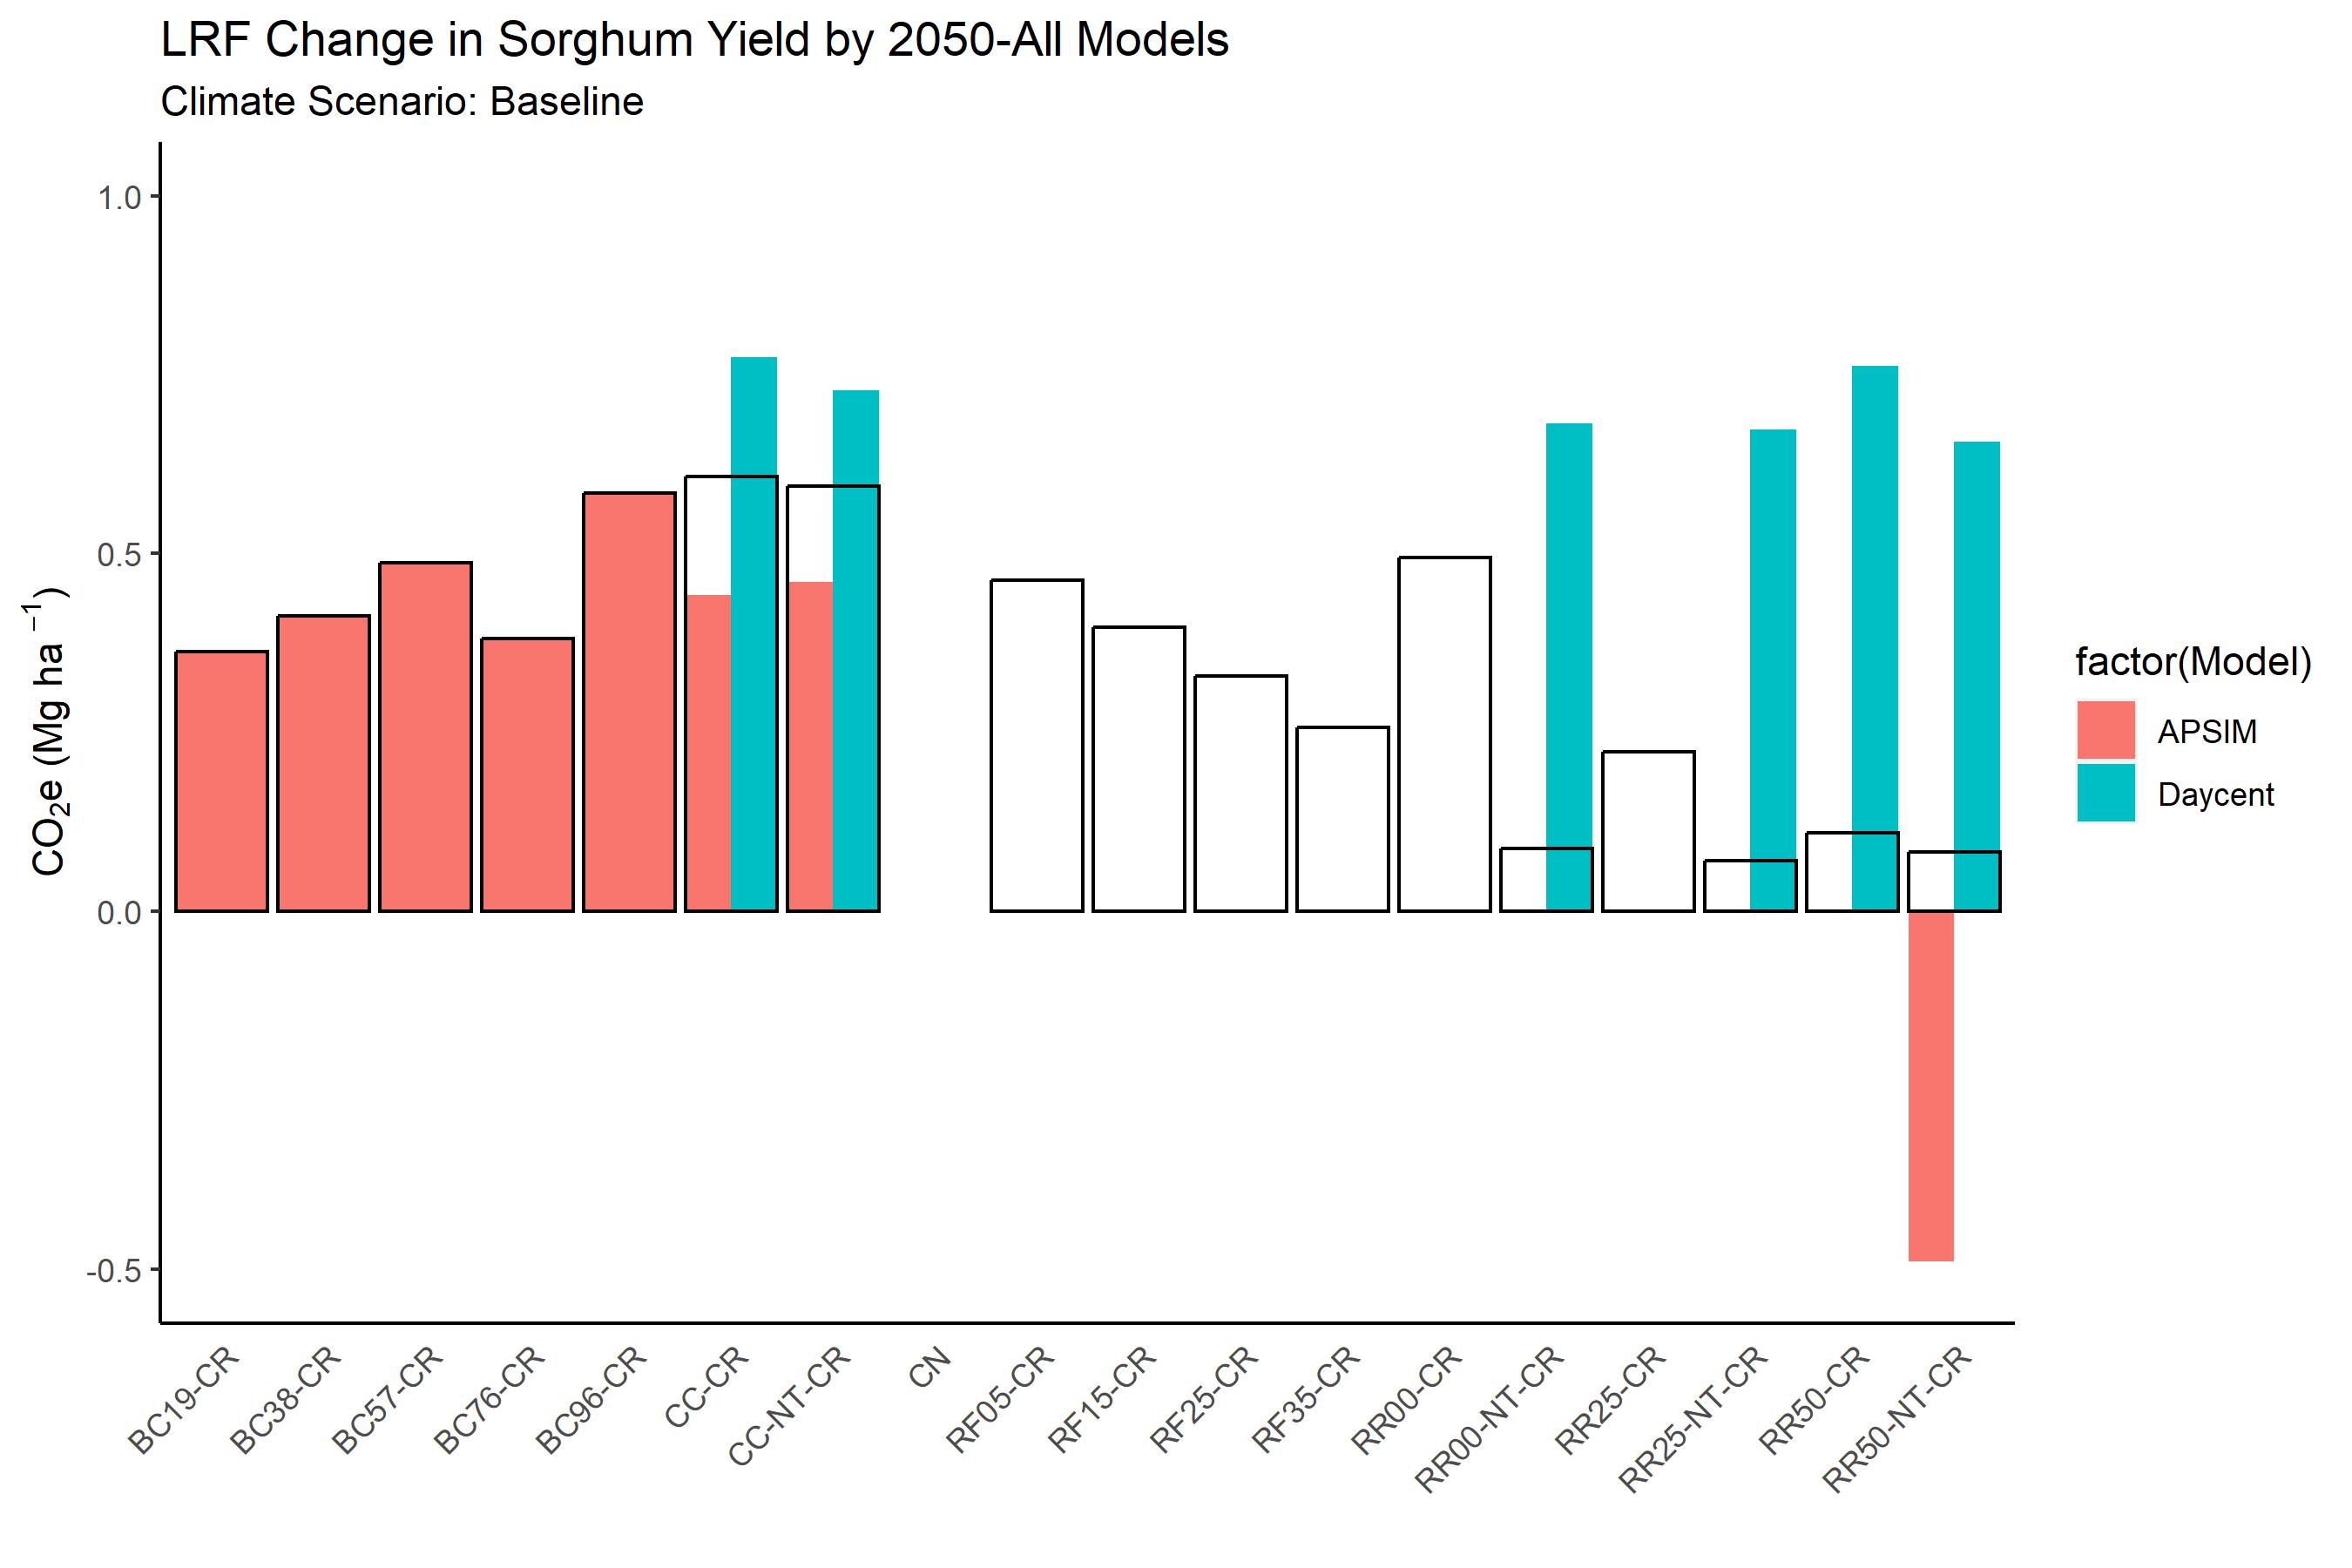 LRF Change in Sorghum Yield by 2050-All Models
Climate Scenario: Baseline
CO₂e (Mg ha ⁻¹)
1.0
0.5
0.0
-0.5
BC19-CR
BC38-CR
BC57-CR
BC76-CR
BC96-CR
CC-CR
CC-NT-CR
CN
RF05-CR
RF15-CR
RF25-CR
RF35-CR
RR00-CR
RR00-NT-CR
RR25-CR
RR25-NT-CR
RR50-CR
RR50-NT-CR
factor(Model)
APSIM
Daycent